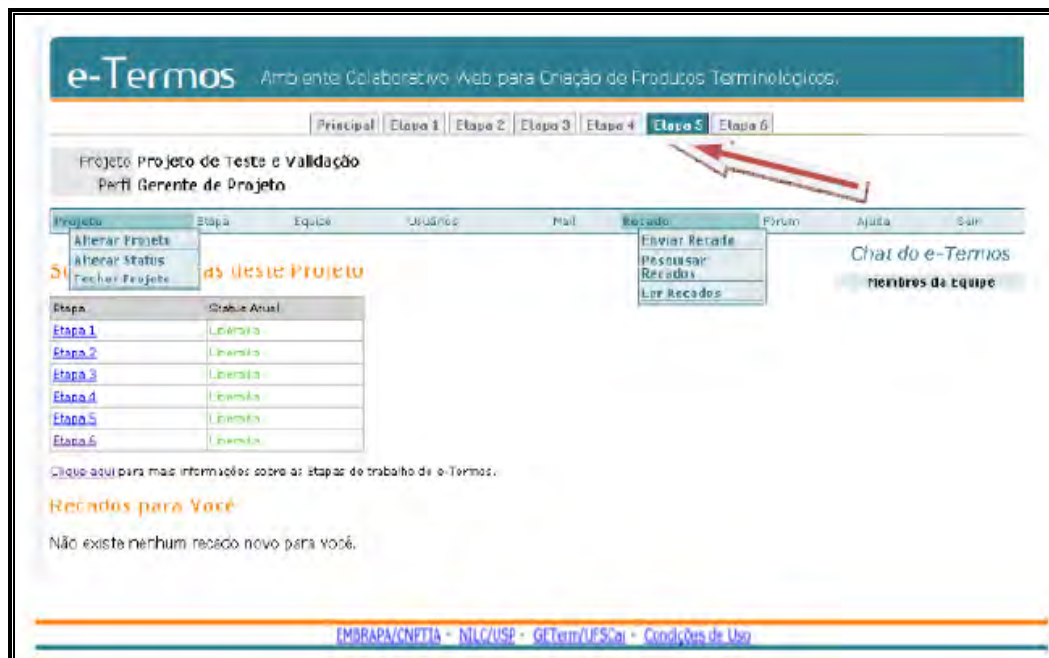 e-Termos Ambiente Colaborativo Web para Criação de Produtos Terminológicos.
Principal Etapa 1 Etapa 2 Etapa 3 Etapa 4 Etapa 5 Etapa 6
Projeto Projeto de Teste e Validação
Perfil Gerente de Projeto
Projeto Etapa Equipe Usuários Mail Recado Fórum Ajuda Sair
Alterar Projeto
Alterar Status
Fechar Projeto
Enviar Recado
Pesquisar
Recados
Ler Recados
Chat do e-Termos
Membros da Equipe
as deste Projeto
Etapa Status Atual
Etapa 1 Liberada
Etapa 2 Liberada
Etapa 3 Liberada
Etapa 4 Liberada
Etapa 5 Liberada
Etapa 6 Liberada
Clique aqui para mais informações sobre as Etapas de trabalho do e-Termos.
Recados para Você
Não existe nenhum recado novo para você.
EMBRAPA/CNPTIA - NILC/USP - GETerm/UFSCar - Condições de Uso